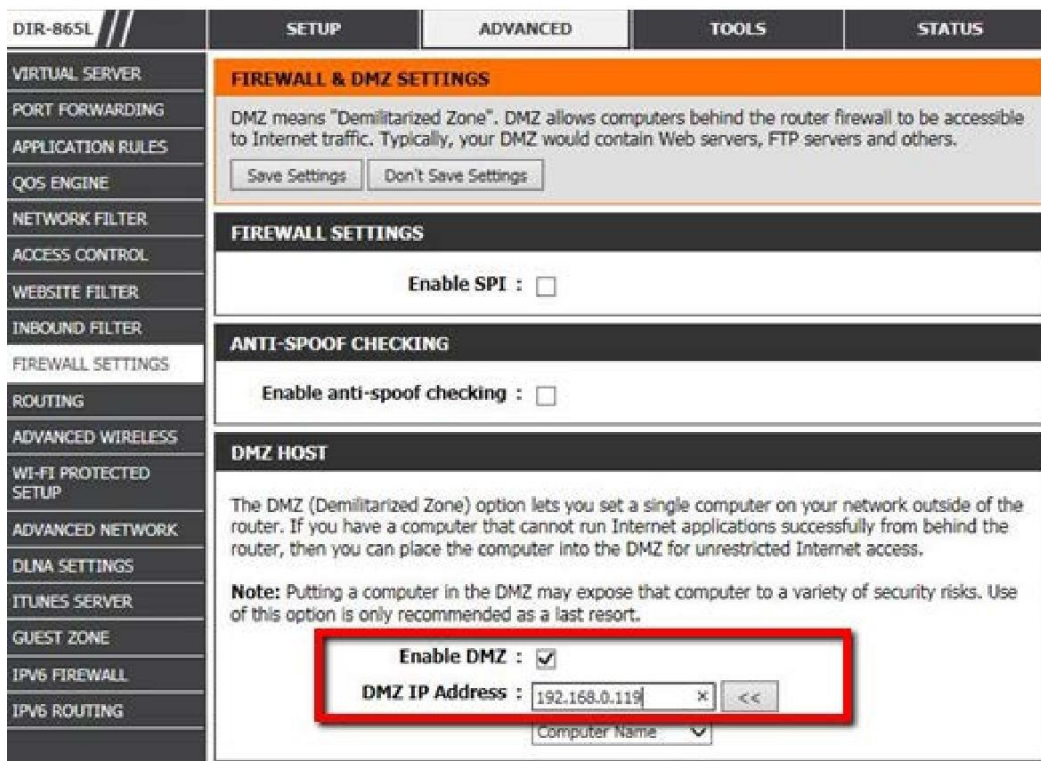 DIR-865L
SETUP
ADVANCED
TOOLS
STATUS
VIRTUAL SERVER
PORT FORWARDING
APPLICATION RULES
QOS ENGINE
NETWORK FILTER
ACCESS CONTROL
WEBSITE FILTER
INBOUND FILTER
FIREWALL SETTINGS
ROUTING
ADVANCED WIRELESS
WI-FI PROTECTED
SETUP
ADVANCED NETWORK
DLNA SETTINGS
ITUNES SERVER
GUEST ZONE
IPV6 FIREWALL
IPV6 ROUTING
FIREWALL & DMZ SETTINGS
DMZ means "Demilitarized Zone". DMZ allows computers behind the router firewall to be accessible
to Internet traffic. Typically, your DMZ would contain Web servers, FTP servers and others.
Save Settings
Don't Save Settings
FIREWALL SETTINGS
Enable SPI :
ANTI-SPOOF CHECKING
Enable anti-spoof checking :
DMZ HOST
The DMZ (Demilitarized Zone) option lets you set a single computer on your network outside of the
router. If you have a computer that cannot run Internet applications successfully from behind the
router, then you can place the computer into the DMZ for unrestricted Internet access.
Note: Putting a computer in the DMZ may expose that computer to a variety of security risks. Use
of this option is only recommended as a last resort.
Enable DMZ :
DMZ IP Address : 192.168.0.119 × <<
Computer Name